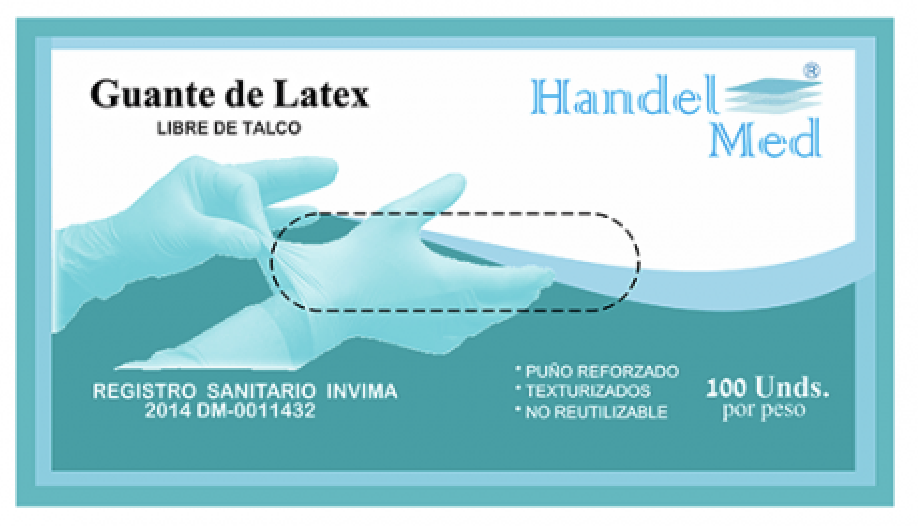 Guante de Latex
LIBRE DE TALCO
Handel ®
Med
REGISTRO SANITARIO INVIMA
2014 DM-0011432
* PUÑO REFORZADO
* TEXTURIZADOS
* NO REUTILIZABLE
100 Unds.
por peso